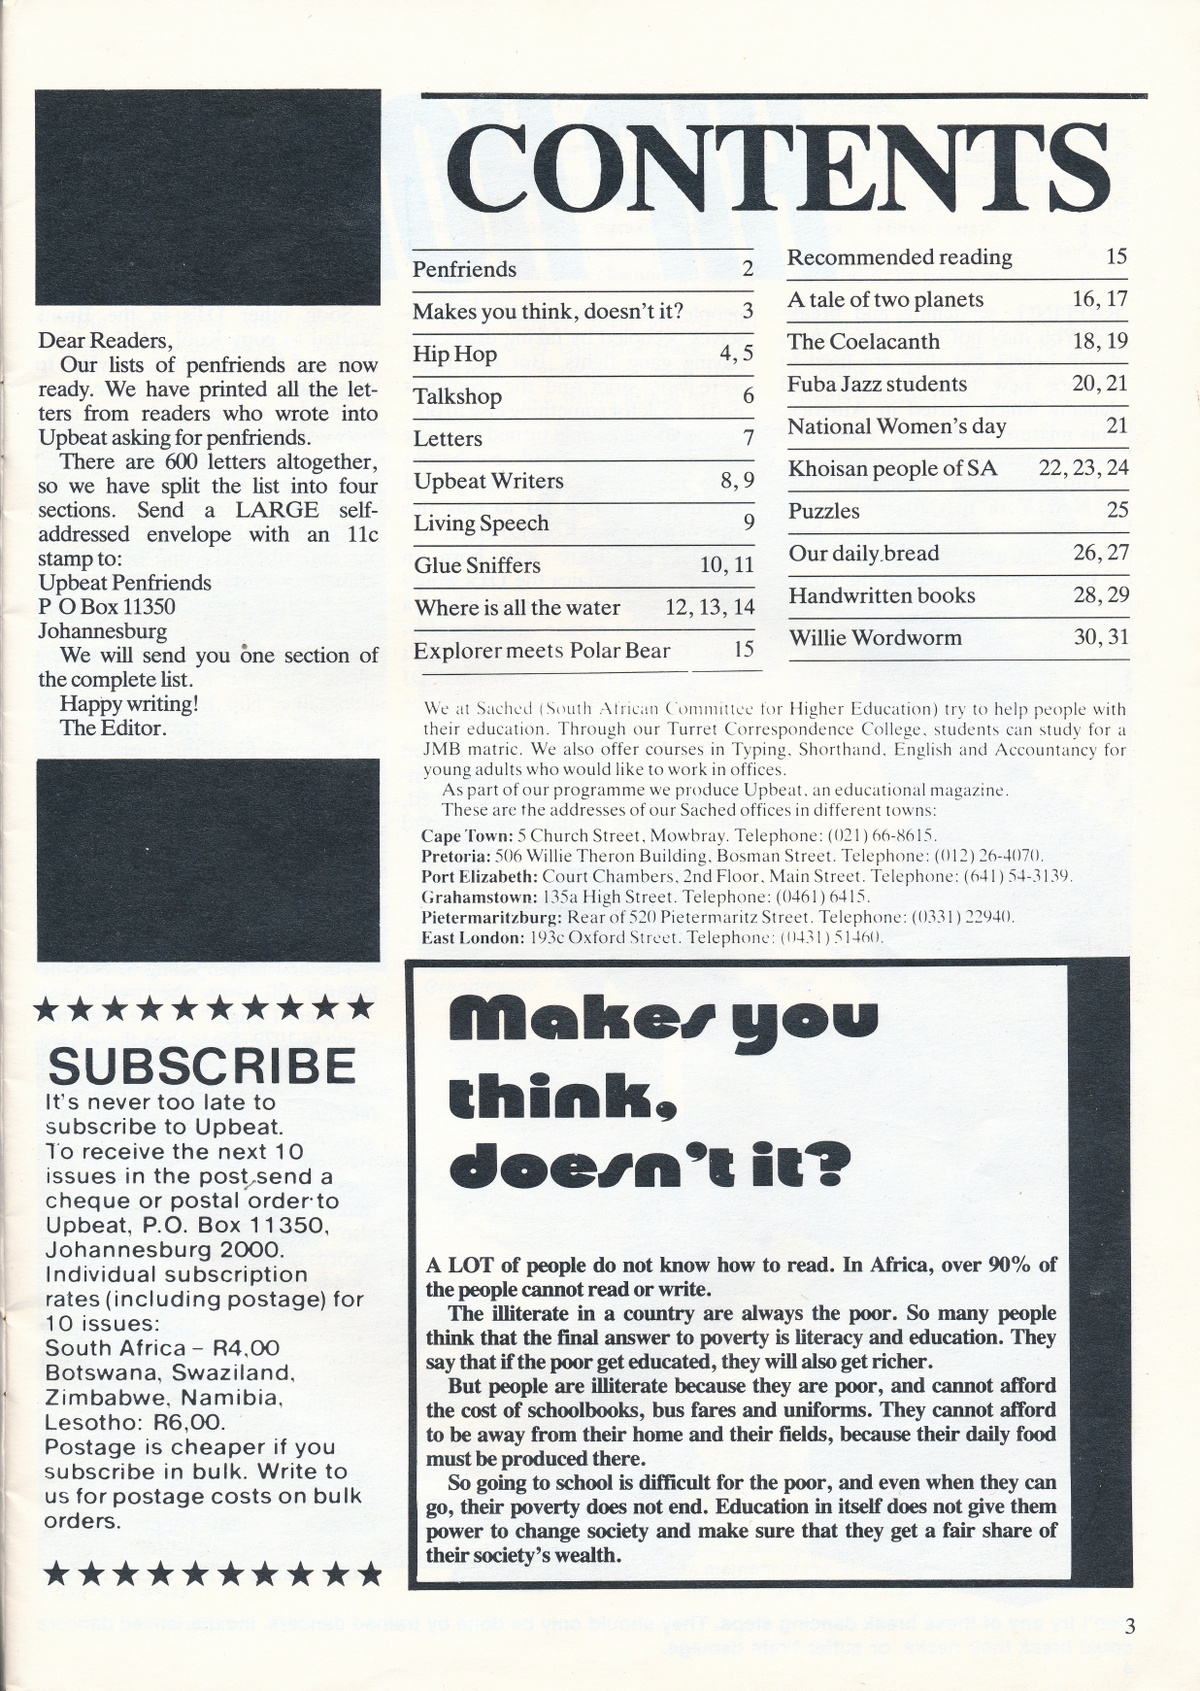 Dear Readers,
Our lists of penfriends are now
ready. We have printed all the let-
ters from readers who wrote into
Upbeat asking for penfriends.
There are 600 letters altogether,
so we have split the list into four
sections. Send a LARGE self-
addressed envelope with an 11c
stamp to:
Upbeat Penfriends
P O Box 11350
Johannesburg
We will send you one section of
the complete list.
Happy writing!
The Editor.
SUBSCRIBE
It's never too late to
subscribe to Upbeat.
To receive the next 10
issues in the post, send a
cheque or postal order to
Upbeat, P.O. Box 11350,
Johannesburg 2000.
Individual subscription
rates (including postage) for
10 issues:
South Africa – R4,00
Botswana, Swaziland,
Zimbabwe, Namibia,
Lesotho: R6,00.
Postage is cheaper if you
subscribe in bulk. Write to
us for postage costs on bulk
orders.
CONTENTS
Penfriends 2
Makes you think, doesn't it? 3
Hip Hop 4, 5
Talkshop 6
Letters 7
Upbeat Writers 8, 9
Living Speech 9
Glue Sniffers 10, 11
Where is all the water 12, 13, 14
Explorer meets Polar Bear 15
Recommended reading 15
A tale of two planets 16, 17
The Coelacanth 18, 19
Fuba Jazz students 20, 21
National Women's day 21
Khoisan people of SA 22, 23, 24
Puzzles 25
Our daily bread 26, 27
Handwritten books 28, 29
Willie Wordworm 30, 31
We at Sached (South African Committee for Higher Education) try to help people with
their education. Through our Turret Correspondence College, students can study for a
JMB matric. We also offer courses in Typing, Shorthand, English and Accountancy for
young adults who would like to work in offices.
As part of our programme we produce Upbeat, an educational magazine.
These are the addresses of our Sached offices in different towns:
Cape Town: 5 Church Street, Mowbray. Telephone: (021) 66-8615.
Pretoria: 506 Willie Theron Building, Bosman Street. Telephone: (012) 26-4070.
Port Elizabeth: Court Chambers, 2nd Floor, Main Street. Telephone: (641) 54-3139.
Grahamstown: 135a High Street. Telephone: (0461) 6415.
Pietermaritzburg: Rear of 520 Pietermaritz Street. Telephone: (0331) 22940.
East London: 193c Oxford Street. Telephone: (0431) 51460.
Makes you
think,
doesn't it?
A LOT of people do not know how to read. In Africa, over 90% of
the people cannot read or write.
The illiterate in a country are always the poor. So many people
think that the final answer to poverty is literacy and education. They
say that if the poor get educated, they will also get richer.
But people are illiterate because they are poor, and cannot afford
the cost of schoolbooks, bus fares and uniforms. They cannot afford
to be away from their home and their fields, because their daily food
must be produced there.
So going to school is difficult for the poor, and even when they can
go, their poverty does not end. Education in itself does not give them
power to change society and make sure that they get a fair share of
their society's wealth.
3